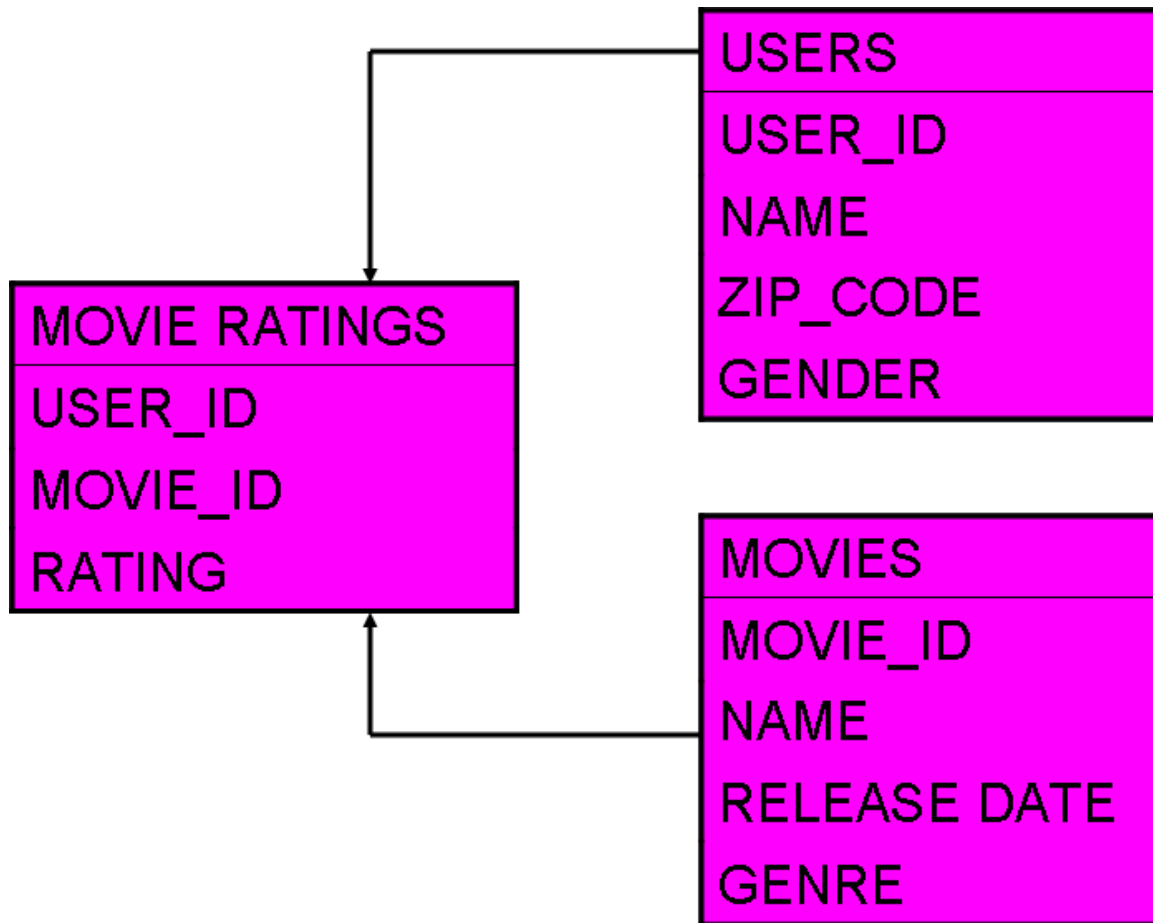 USERS
USER_ID
NAME
ZIP_CODE
GENDER
MOVIE RATINGS
USER_ID
MOVIE_ID
RATING
MOVIES
MOVIE_ID
NAME
RELEASE DATE
GENRE